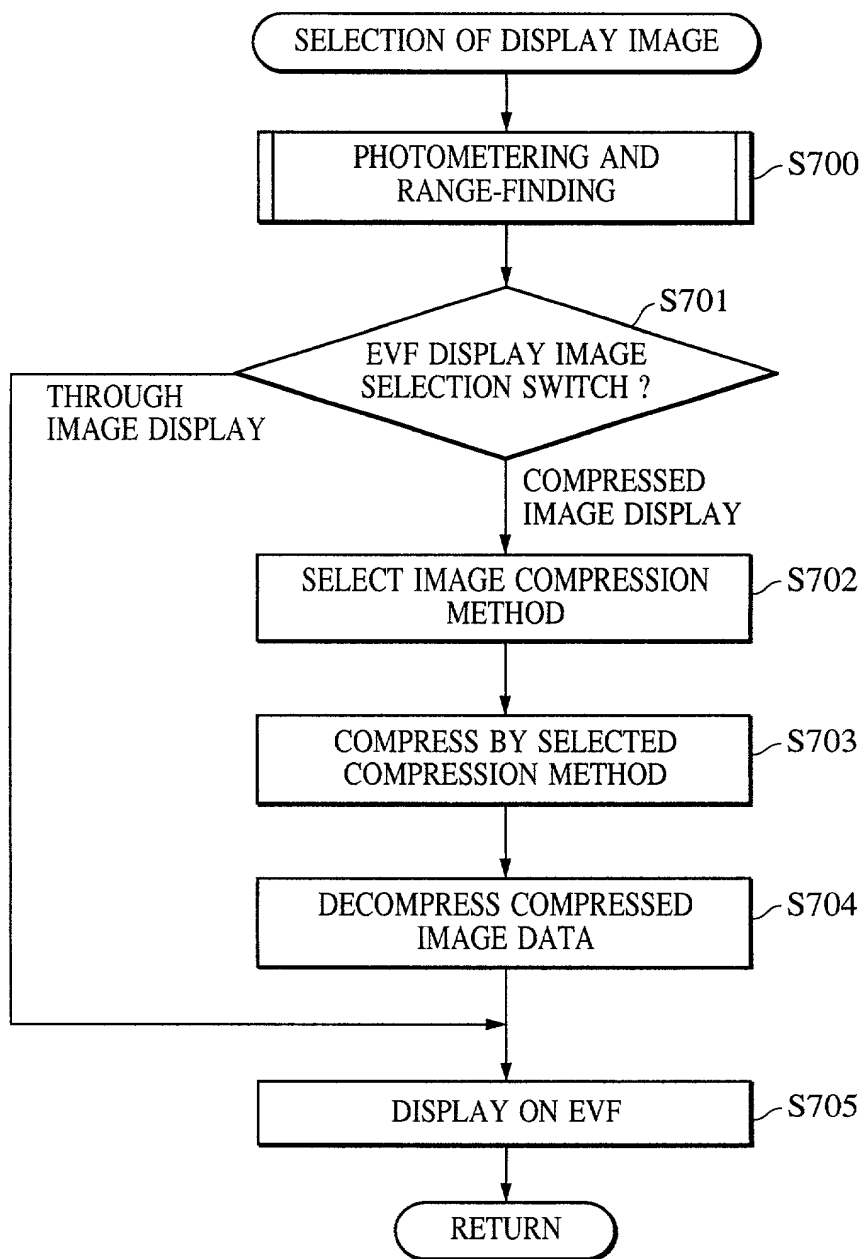 SELECTION OF DISPLAY IMAGE
PHOTOMETERING AND
RANGE-FINDING
S700
S701
EVF DISPLAY IMAGE
SELECTION SWITCH ?
THROUGH
IMAGE DISPLAY
COMPRESSED
IMAGE DISPLAY
SELECT IMAGE COMPRESSION
METHOD
S702
COMPRESS BY SELECTED
COMPRESSION METHOD
S703
DECOMPRESS COMPRESSED
IMAGE DATA
S704
DISPLAY ON EVF
S705
RETURN